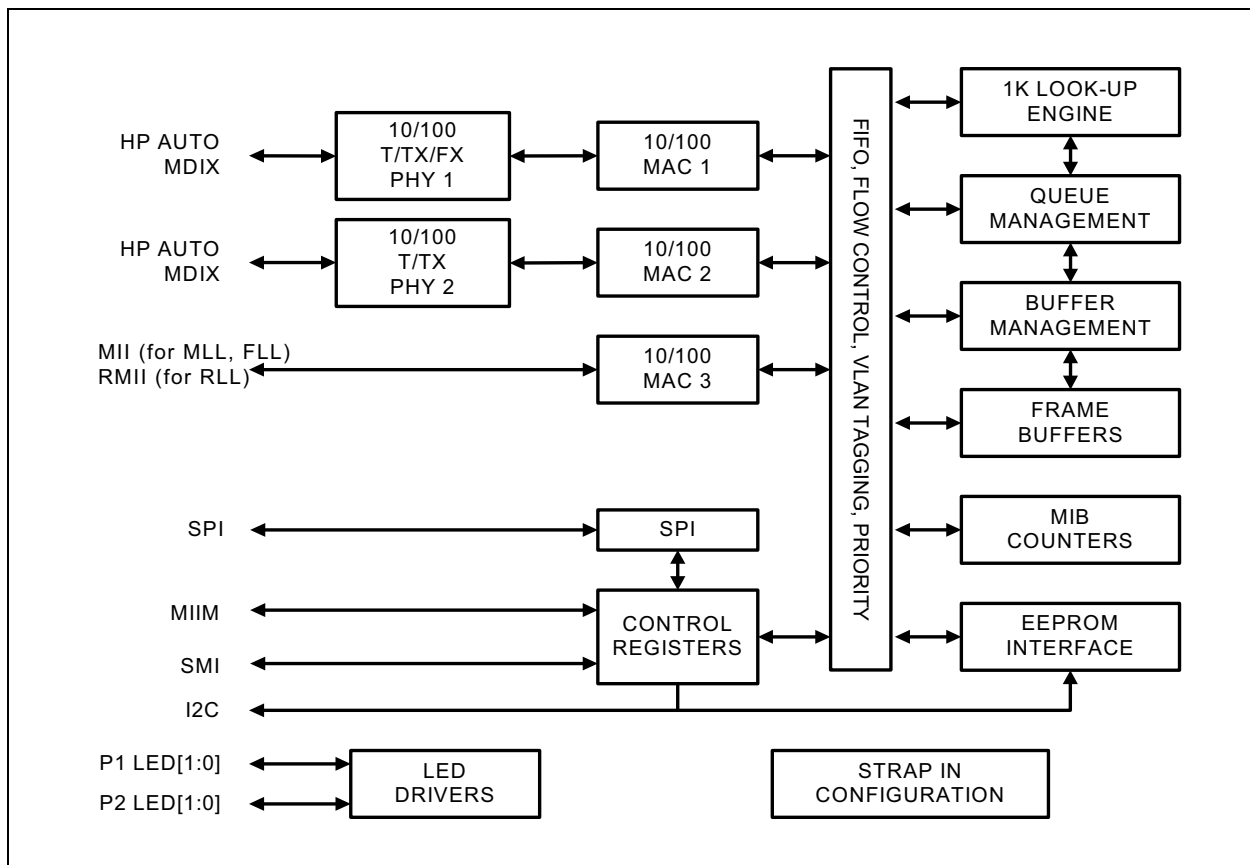 HP AUTO
MDIX
10/100
T/TX/FX
PHY 1
10/100
MAC 1
HP AUTO
MDIX
10/100
T/TX
PHY 2
10/100
MAC 2
MII (for MLL, FLL)
RMII (for RLL)
10/100
MAC 3
SPI
SPI
MIIM
SMI
CONTROL
REGISTERS
I2C
P1 LED[1:0]
P2 LED[1:0]
LED
DRIVERS
FIFO, FLOW CONTROL, VLAN TAGGING, PRIORITY
1K LOOK-UP
ENGINE
QUEUE
MANAGEMENT
BUFFER
MANAGEMENT
FRAME
BUFFERS
MIB
COUNTERS
EEPROM
INTERFACE
STRAP IN
CONFIGURATION